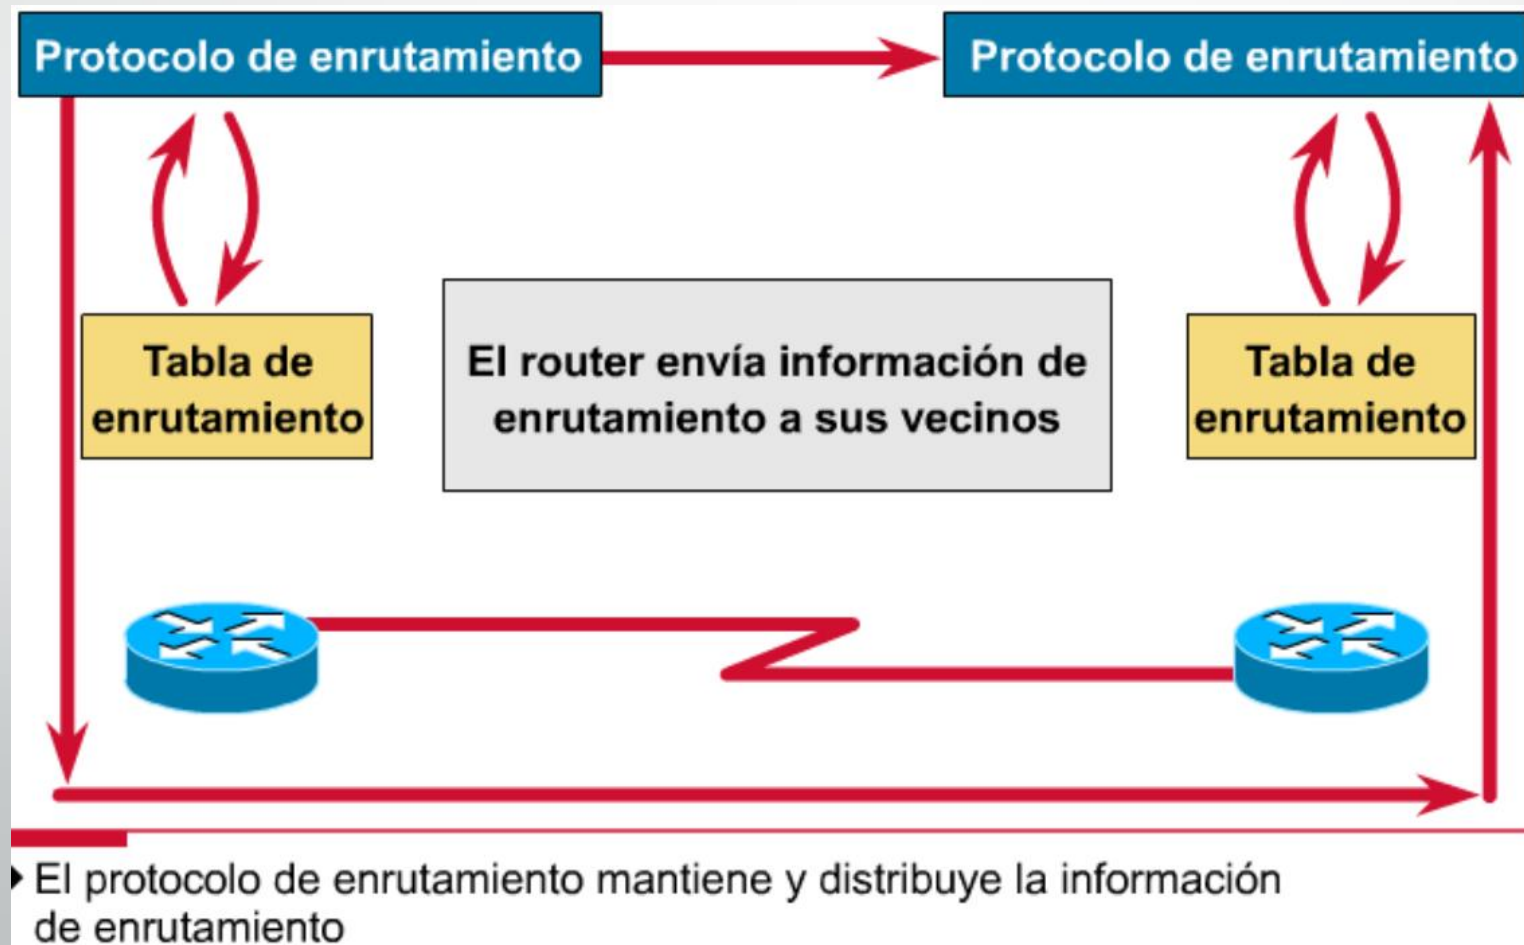 Protocolo de enrutamiento
Protocolo de enrutamiento
Tabla de
enrutamiento
El router envía información de
enrutamiento a sus vecinos
Tabla de
enrutamiento
El protocolo de enrutamiento mantiene y distribuye la información
de enrutamiento